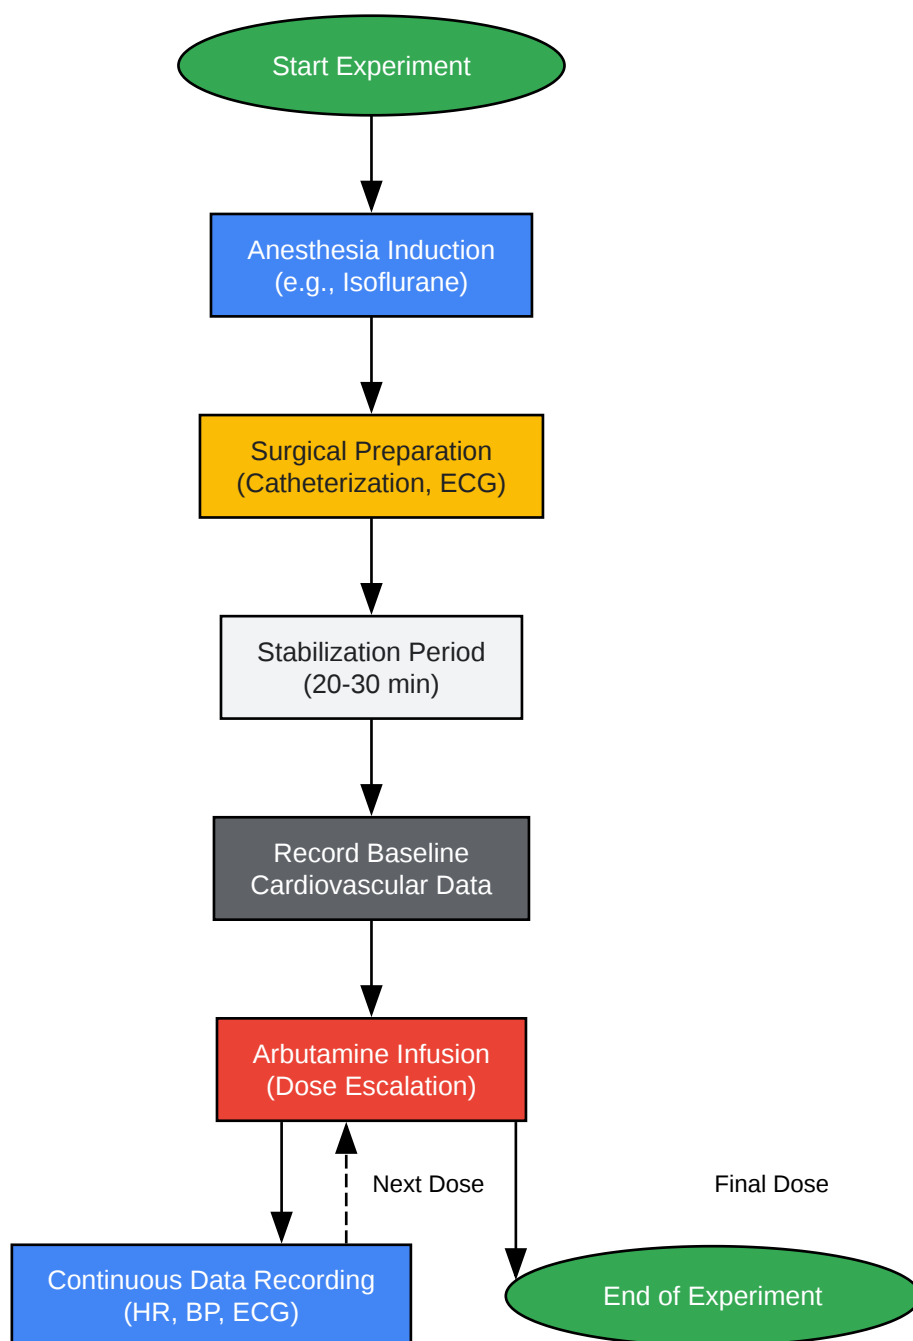 Start Experiment
Anesthesia Induction
(e.g., Isoflurane)
Surgical Preparation
(Catheterization, ECG)
Stabilization Period
(20-30 min)
Record Baseline
Cardiovascular Data
Arbutamine Infusion
(Dose Escalation)
Next Dose
Final Dose
Continuous Data Recording
(HR, BP, ECG)
End of Experiment